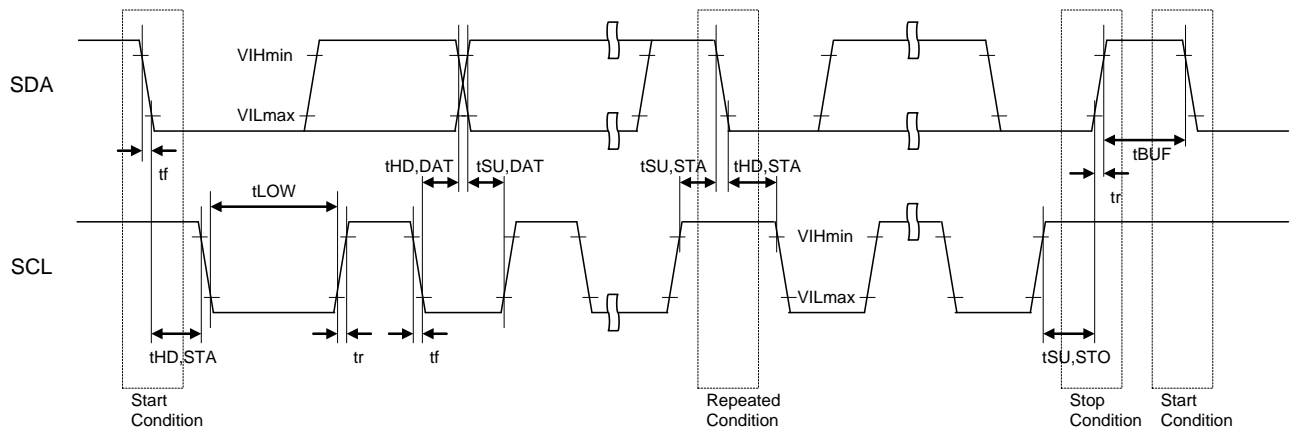 SDA
VIHmin
VILmax
tf
tHD,DAT
tSU,DAT
tSU,STA
tHD,STA
tBUF
tr
tLOW
SCL
VIHmin
VILmax
tHD,STA
tr
tf
tSU,STO
Start
Condition
Repeated
Condition
Stop
Condition
Start
Condition